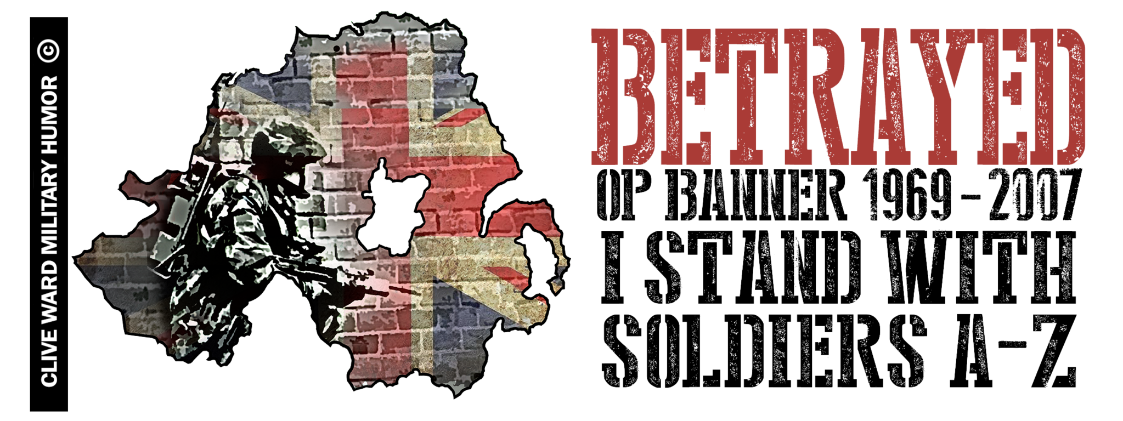 CLIVE WARD MILITARY HUMOR ©
BETRAYED
OP BANNER 1969-2007
I STAND WITH
SOLDIERS A-Z